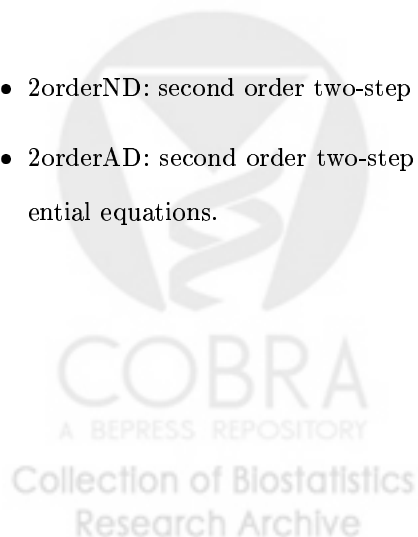 • 2orderND: second order two-step
• 2orderAD: second order two-step
ential equations.
COBRA
A BEPRESS REPOSITORY
Collection of Biostatistics
Research Archive